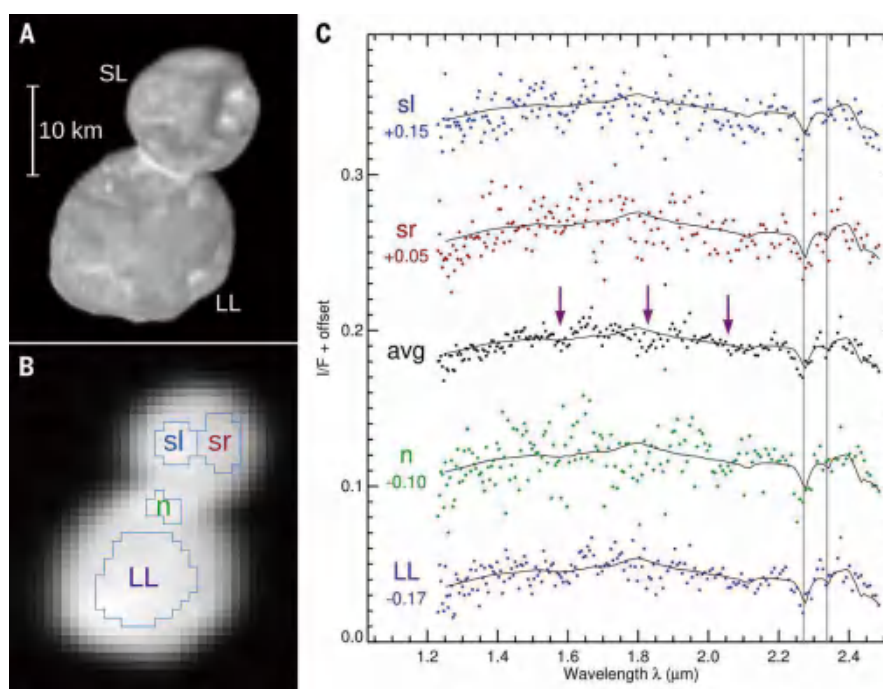 A
SL
10 km
LL
B
sl
sr
n
LL
C
I/F + offset
0.3
0.2
0.1
0.0
sl
+0.15
sr
+0.05
avg
n
-0.10
LL
-0.17
1.2 1.4 1.6 1.8 2.0 2.2 2.4
Wavelength λ (μm)